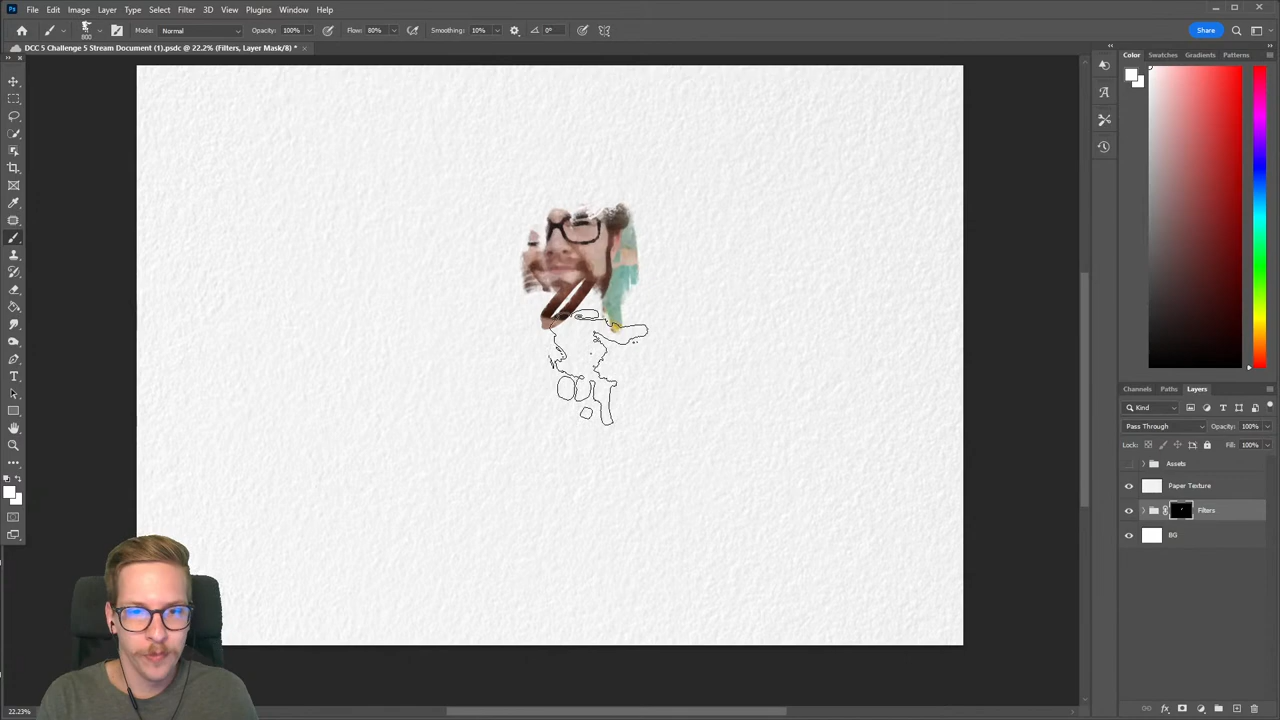 Ps File Edit Image Layer Type Select Filter 3D View Plugins Window Help
800 Mode: Normal Opacity: 100% Flow: 80% Smoothing: 10% 0° Share
DCC 5 Challenge 5 Stream Document (1).psdc @ 22.2% (Filters, Layer Mask/8) *
Color Swatches Gradients Patterns
Channels Paths Layers
Kind
Pass Through Opacity: 100%
Lock: Fill: 100%
Assets
Paper Texture
Filters
BG
22.23%